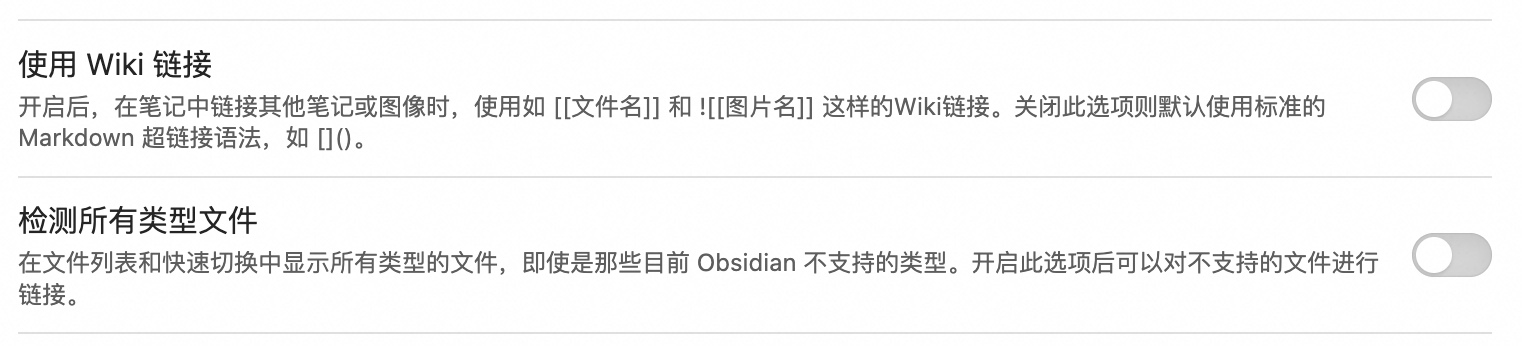 使用 Wiki 链接
开启后，在笔记中链接其他笔记或图像时，使用如 [[文件名]] 和 ![[图片名]] 这样的Wiki链接。关闭此选项则默认使用标准的
Markdown 超链接语法，如 []()。
检测所有类型文件
在文件列表和快速切换中显示所有类型的文件，即使是那些目前 Obsidian 不支持的类型。开启此选项后可以对不支持的文件进行
链接。